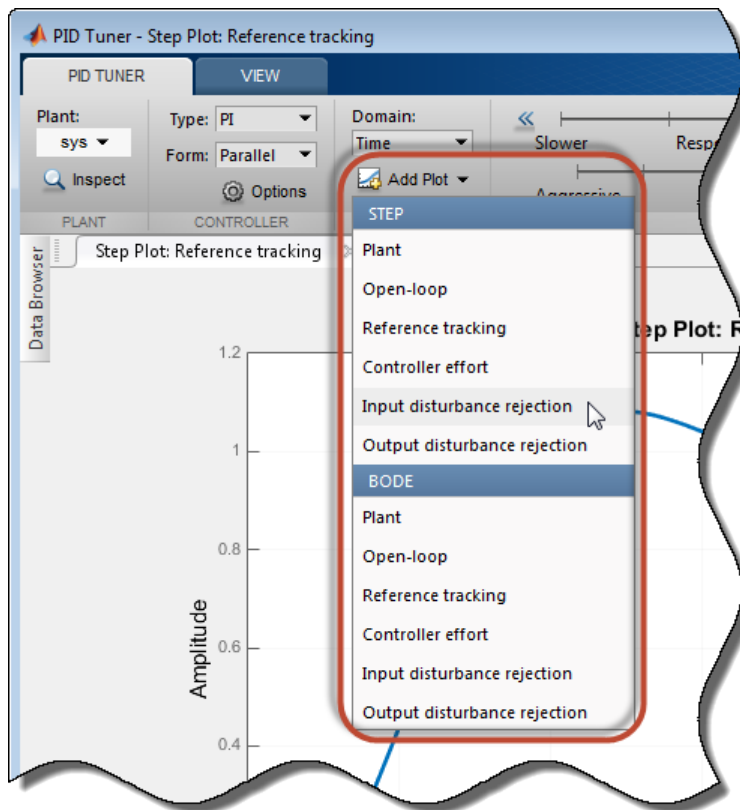 PID Tuner - Step Plot: Reference tracking
PID TUNER
VIEW
Plant:
sys
Inspect
PLANT
Type: PI
Form: Parallel
Options
CONTROLLER
Domain:
Time
Add Plot
Slower
STEP
Plant
Open-loop
Reference tracking
Controller effort
Input disturbance rejection
Output disturbance rejection
BODE
Plant
Open-loop
Reference tracking
Controller effort
Input disturbance rejection
Output disturbance rejection
Data Browser
Step Plot: Reference tracking
Plot:
1.2
1
0.8
0.6
0.4
Amplitude